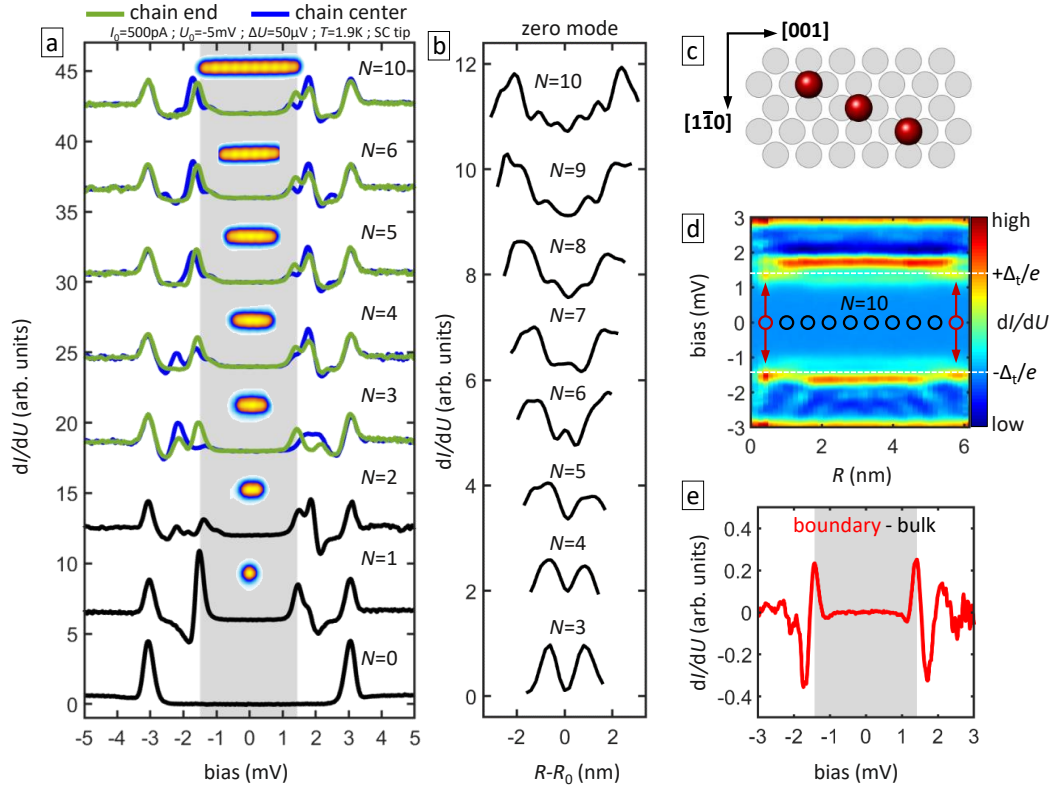 chain end chain center
I₀=500pA ; U₀=-5mV ; ΔU=50μV ; T=1.9K ; SC tip
a
dI/dU (arb. units)
45
40
35
30
25
20
15
10
5
0
N=10
N=6
N=5
N=4
N=3
N=2
N=1
N=0
-5 -4 -3 -2 -1 0 1 2 3 4 5
bias (mV)
b
zero mode
dI/dU (arb. units)
12
10
8
6
4
2
0
N=10
N=9
N=8
N=7
N=6
N=5
N=4
N=3
-2 0 2
R-R₀ (nm)
c
[001]
[11̅0]
d
bias (mV)
3
2
1
0
-1
-2
-3
N=10
0 2 4 6
R (nm)
high
+Δt/e
dI/dU
-Δt/e
low
e
boundary - bulk
dI/dU (arb. units)
0.4
0.2
0
-0.2
-0.4
-3 -2 -1 0 1 2 3
bias (mV)